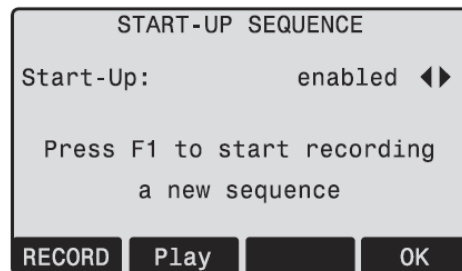 START-UP SEQUENCE
Start-Up: enabled
Press F1 to start recording
a new sequence
RECORD Play OK